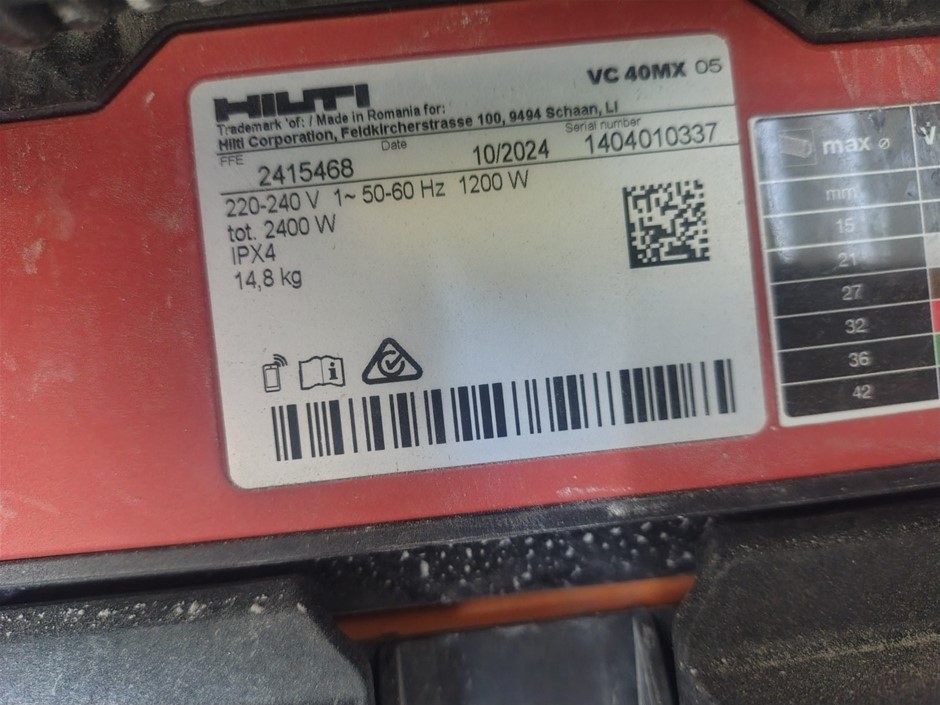 HILTI
VC 40MX 05
Trademark of: / Made in Romania for:
Hilti Corporation, Feldkircherstrasse 100, 9494 Schaan, LI
FFE Date Serial number
2415468 10/2024 1404010337
220-240 V 1~ 50-60 Hz 1200 W
tot. 2400 W
IPX4
14,8 kg
max ⌀
mm
15
21
27
32
36
42